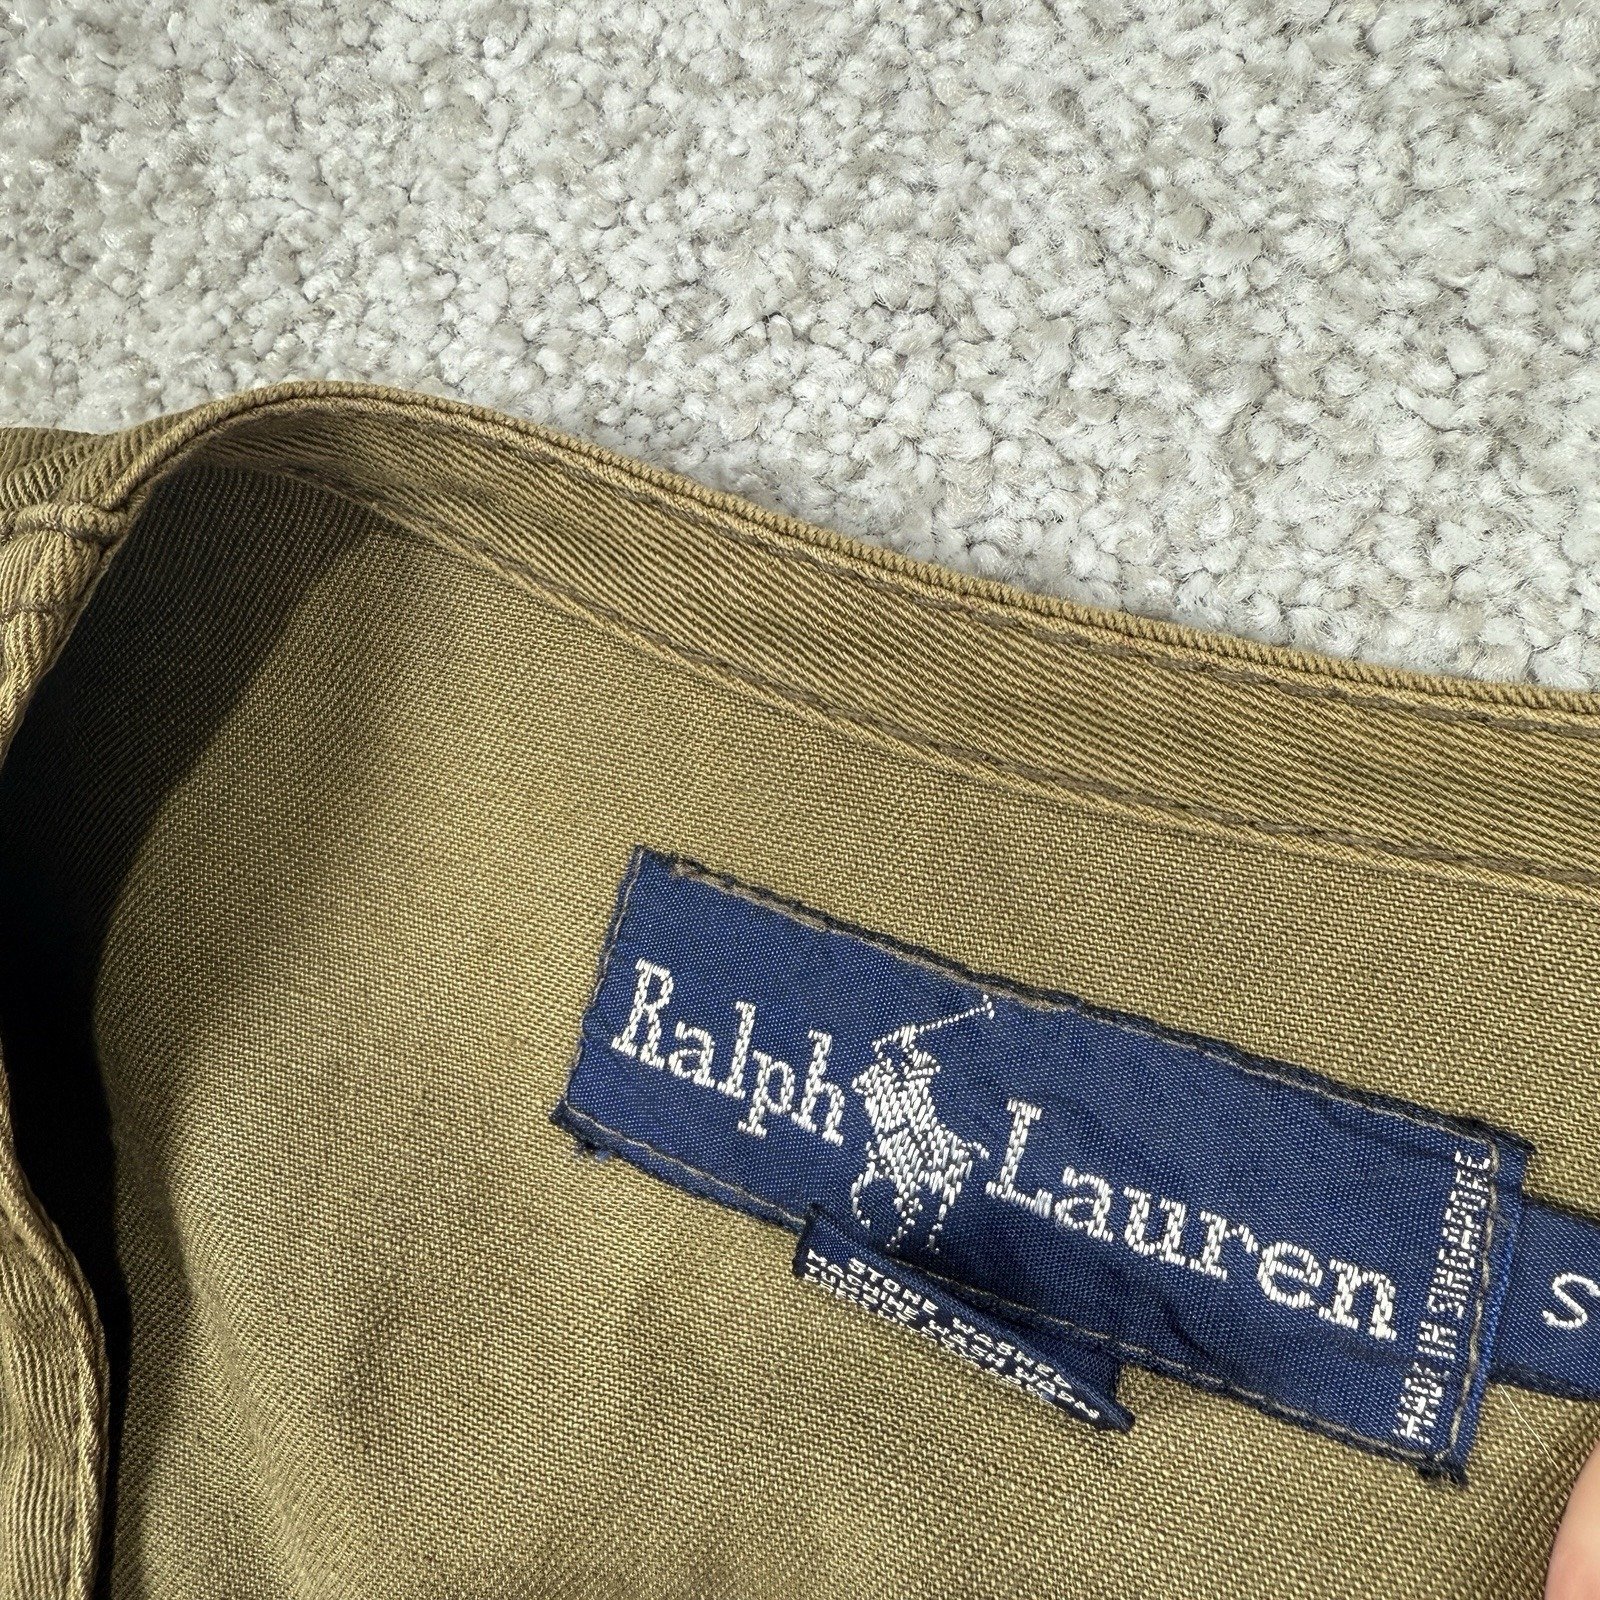 Ralph Lauren
MADE IN SINGAPORE
S
STONE WASHED
MACHINE WASH WARM